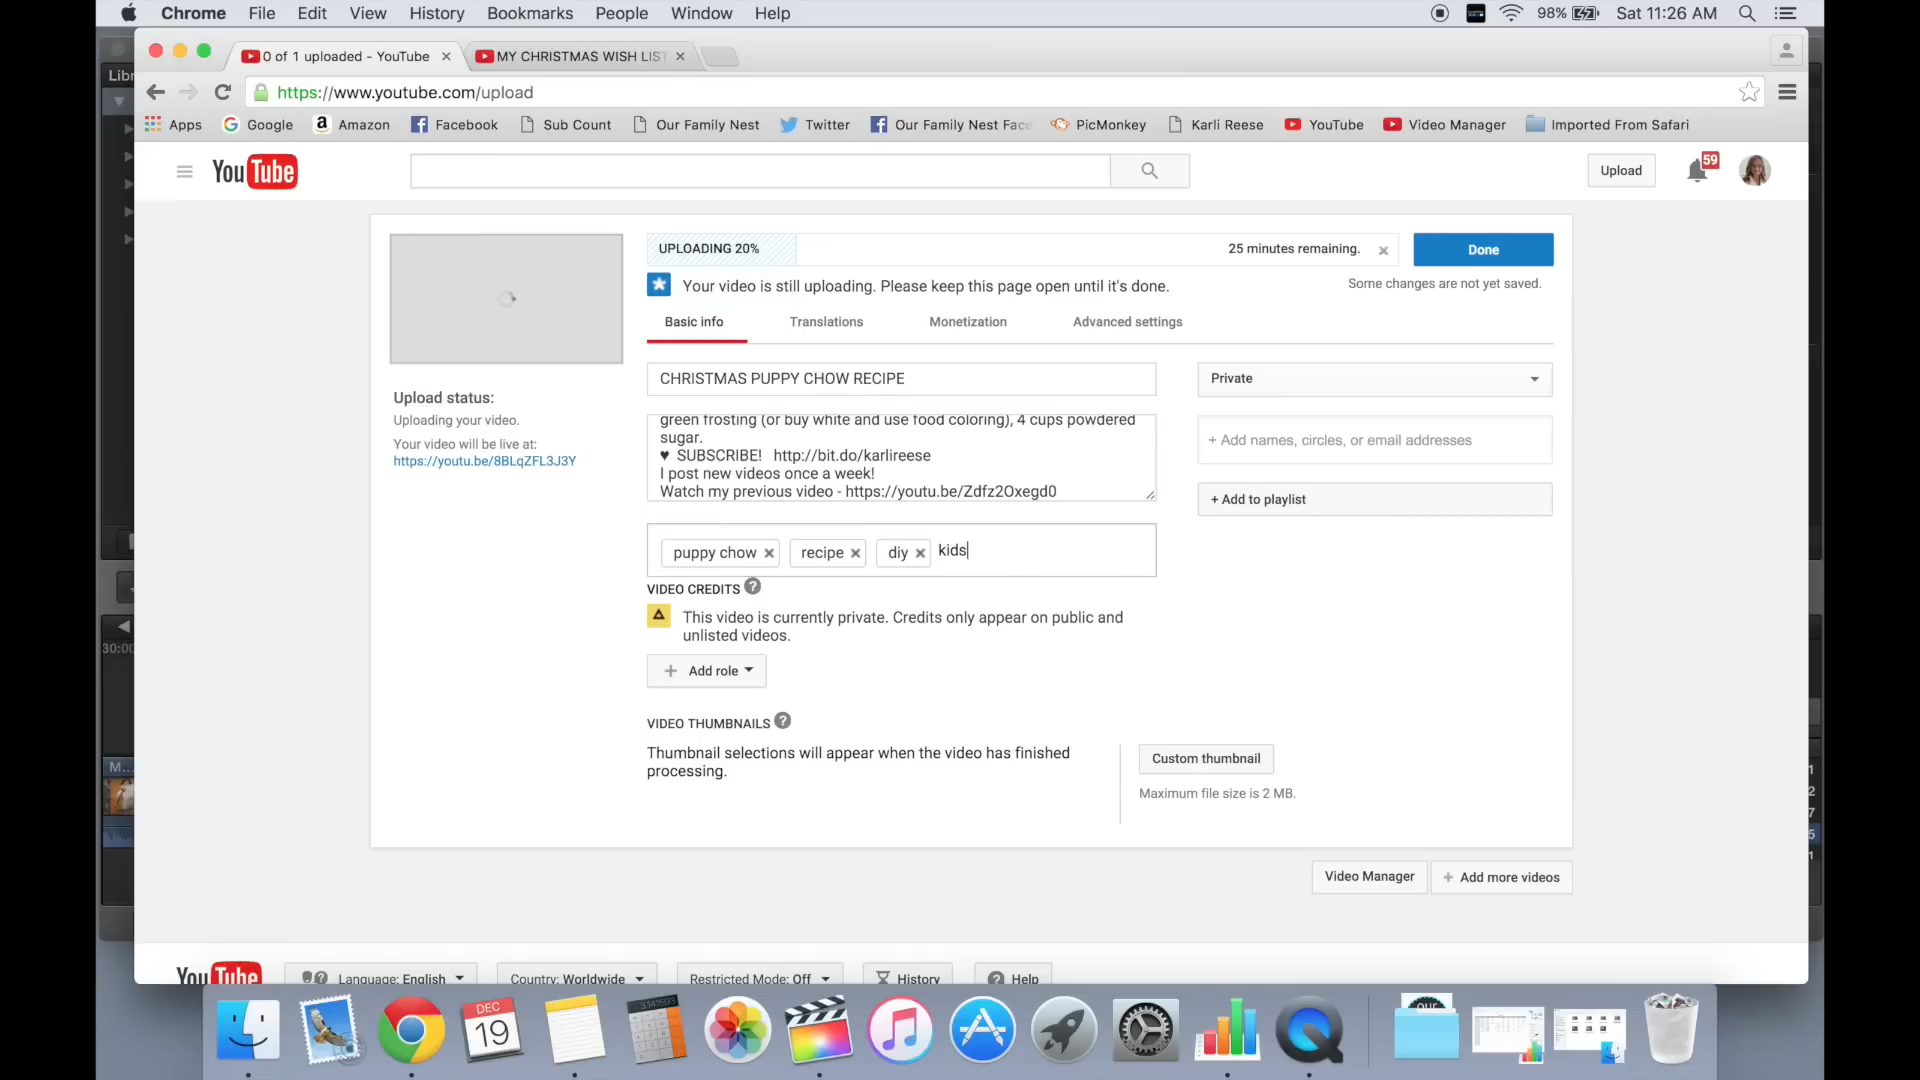 Chrome File Edit View History Bookmarks People Window Help 98% Sat 11:26 AM
0 of 1 uploaded - YouTube MY CHRISTMAS WISH LIST
https://www.youtube.com/upload
Apps Google Amazon Facebook Sub Count Our Family Nest Twitter Our Family Nest Face PicMonkey Karli Reese YouTube Video Manager Imported From Safari
YouTube Upload 59
UPLOADING 20% 25 minutes remaining. Done
Your video is still uploading. Please keep this page open until it's done. Some changes are not yet saved.
Basic info Translations Monetization Advanced settings
CHRISTMAS PUPPY CHOW RECIPE Private
green frosting (or buy white and use food coloring), 4 cups powdered
sugar.
♥ SUBSCRIBE! http://bit.do/karlireese
I post new videos once a week!
Watch my previous video - https://youtu.be/Zdfz2Oxegd0
+ Add names, circles, or email addresses
+ Add to playlist
Upload status:
Uploading your video.
Your video will be live at:
https://youtu.be/8BLqZFL3J3Y
puppy chow recipe diy kids
VIDEO CREDITS ?
This video is currently private. Credits only appear on public and
unlisted videos.
+ Add role
VIDEO THUMBNAILS ?
Thumbnail selections will appear when the video has finished
processing.
Custom thumbnail
Maximum file size is 2 MB.
Video Manager + Add more videos
YouTube Language: English Country: Worldwide Restricted Mode: Off History Help
Libr
30:00
M...
DEC
19